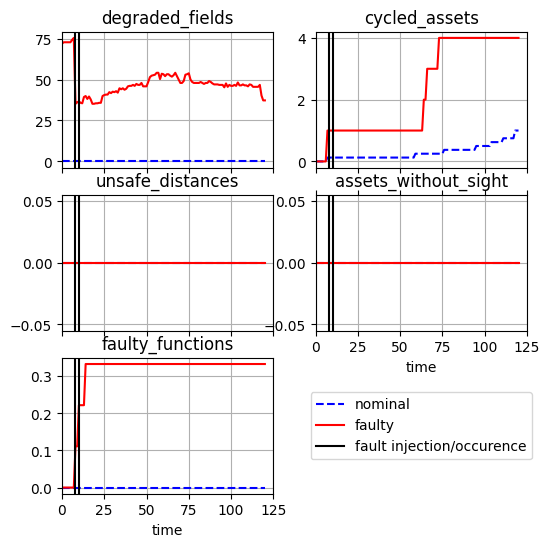 degraded_fields
75
50
25
0
cycled_assets
4
2
0
unsafe_distances
0.05
0.00
−0.05
assets_without_sight
0.05
0.00
−0.05
0 25 50 75 100 125
time
faulty_functions
0.3
0.2
0.1
0.0
0 25 50 75 100 125
time
nominal
faulty
fault injection/occurence